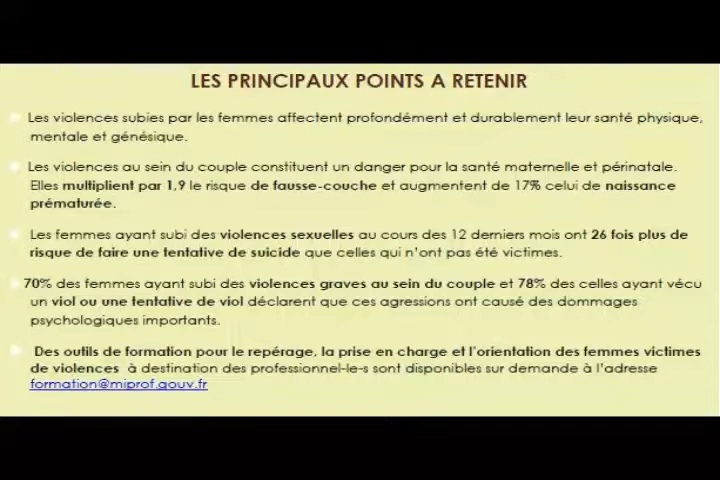 LES PRINCIPAUX POINTS A RETENIR
Les violences subies par les femmes affectent profondément et durablement leur santé physique,
mentale et génésique.
Les violences au sein du couple constituent un danger pour la santé maternelle et périnatale.
Elles multiplient par 1,9 le risque de fausse-couche et augmentent de 17% celui de naissance
prématurée.
Les femmes ayant subi des violences sexuelles au cours des 12 derniers mois ont 26 fois plus de
risque de faire une tentative de suicide que celles qui n'ont pas été victimes.
70% des femmes ayant subi des violences graves au sein du couple et 78% des celles ayant vécu
un viol ou une tentative de viol déclarent que ces agressions ont causé des dommages
psychologiques importants.
Des outils de formation pour le repérage, la prise en charge et l'orientation des femmes victimes
de violences à destination des professionnel-le-s sont disponibles sur demande à l'adresse
formation@miprof.gouv.fr